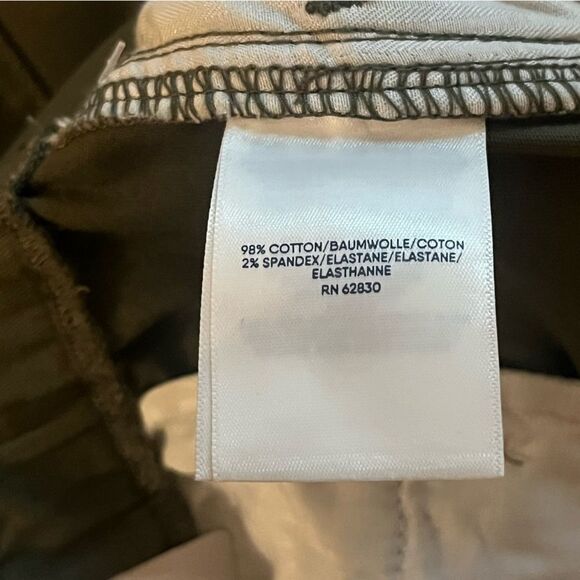 98% COTTON/BAUMWOLLE/COTON
2% SPANDEX/ELASTANE/ELASTANE/
ELASTHANNE
RN 62830